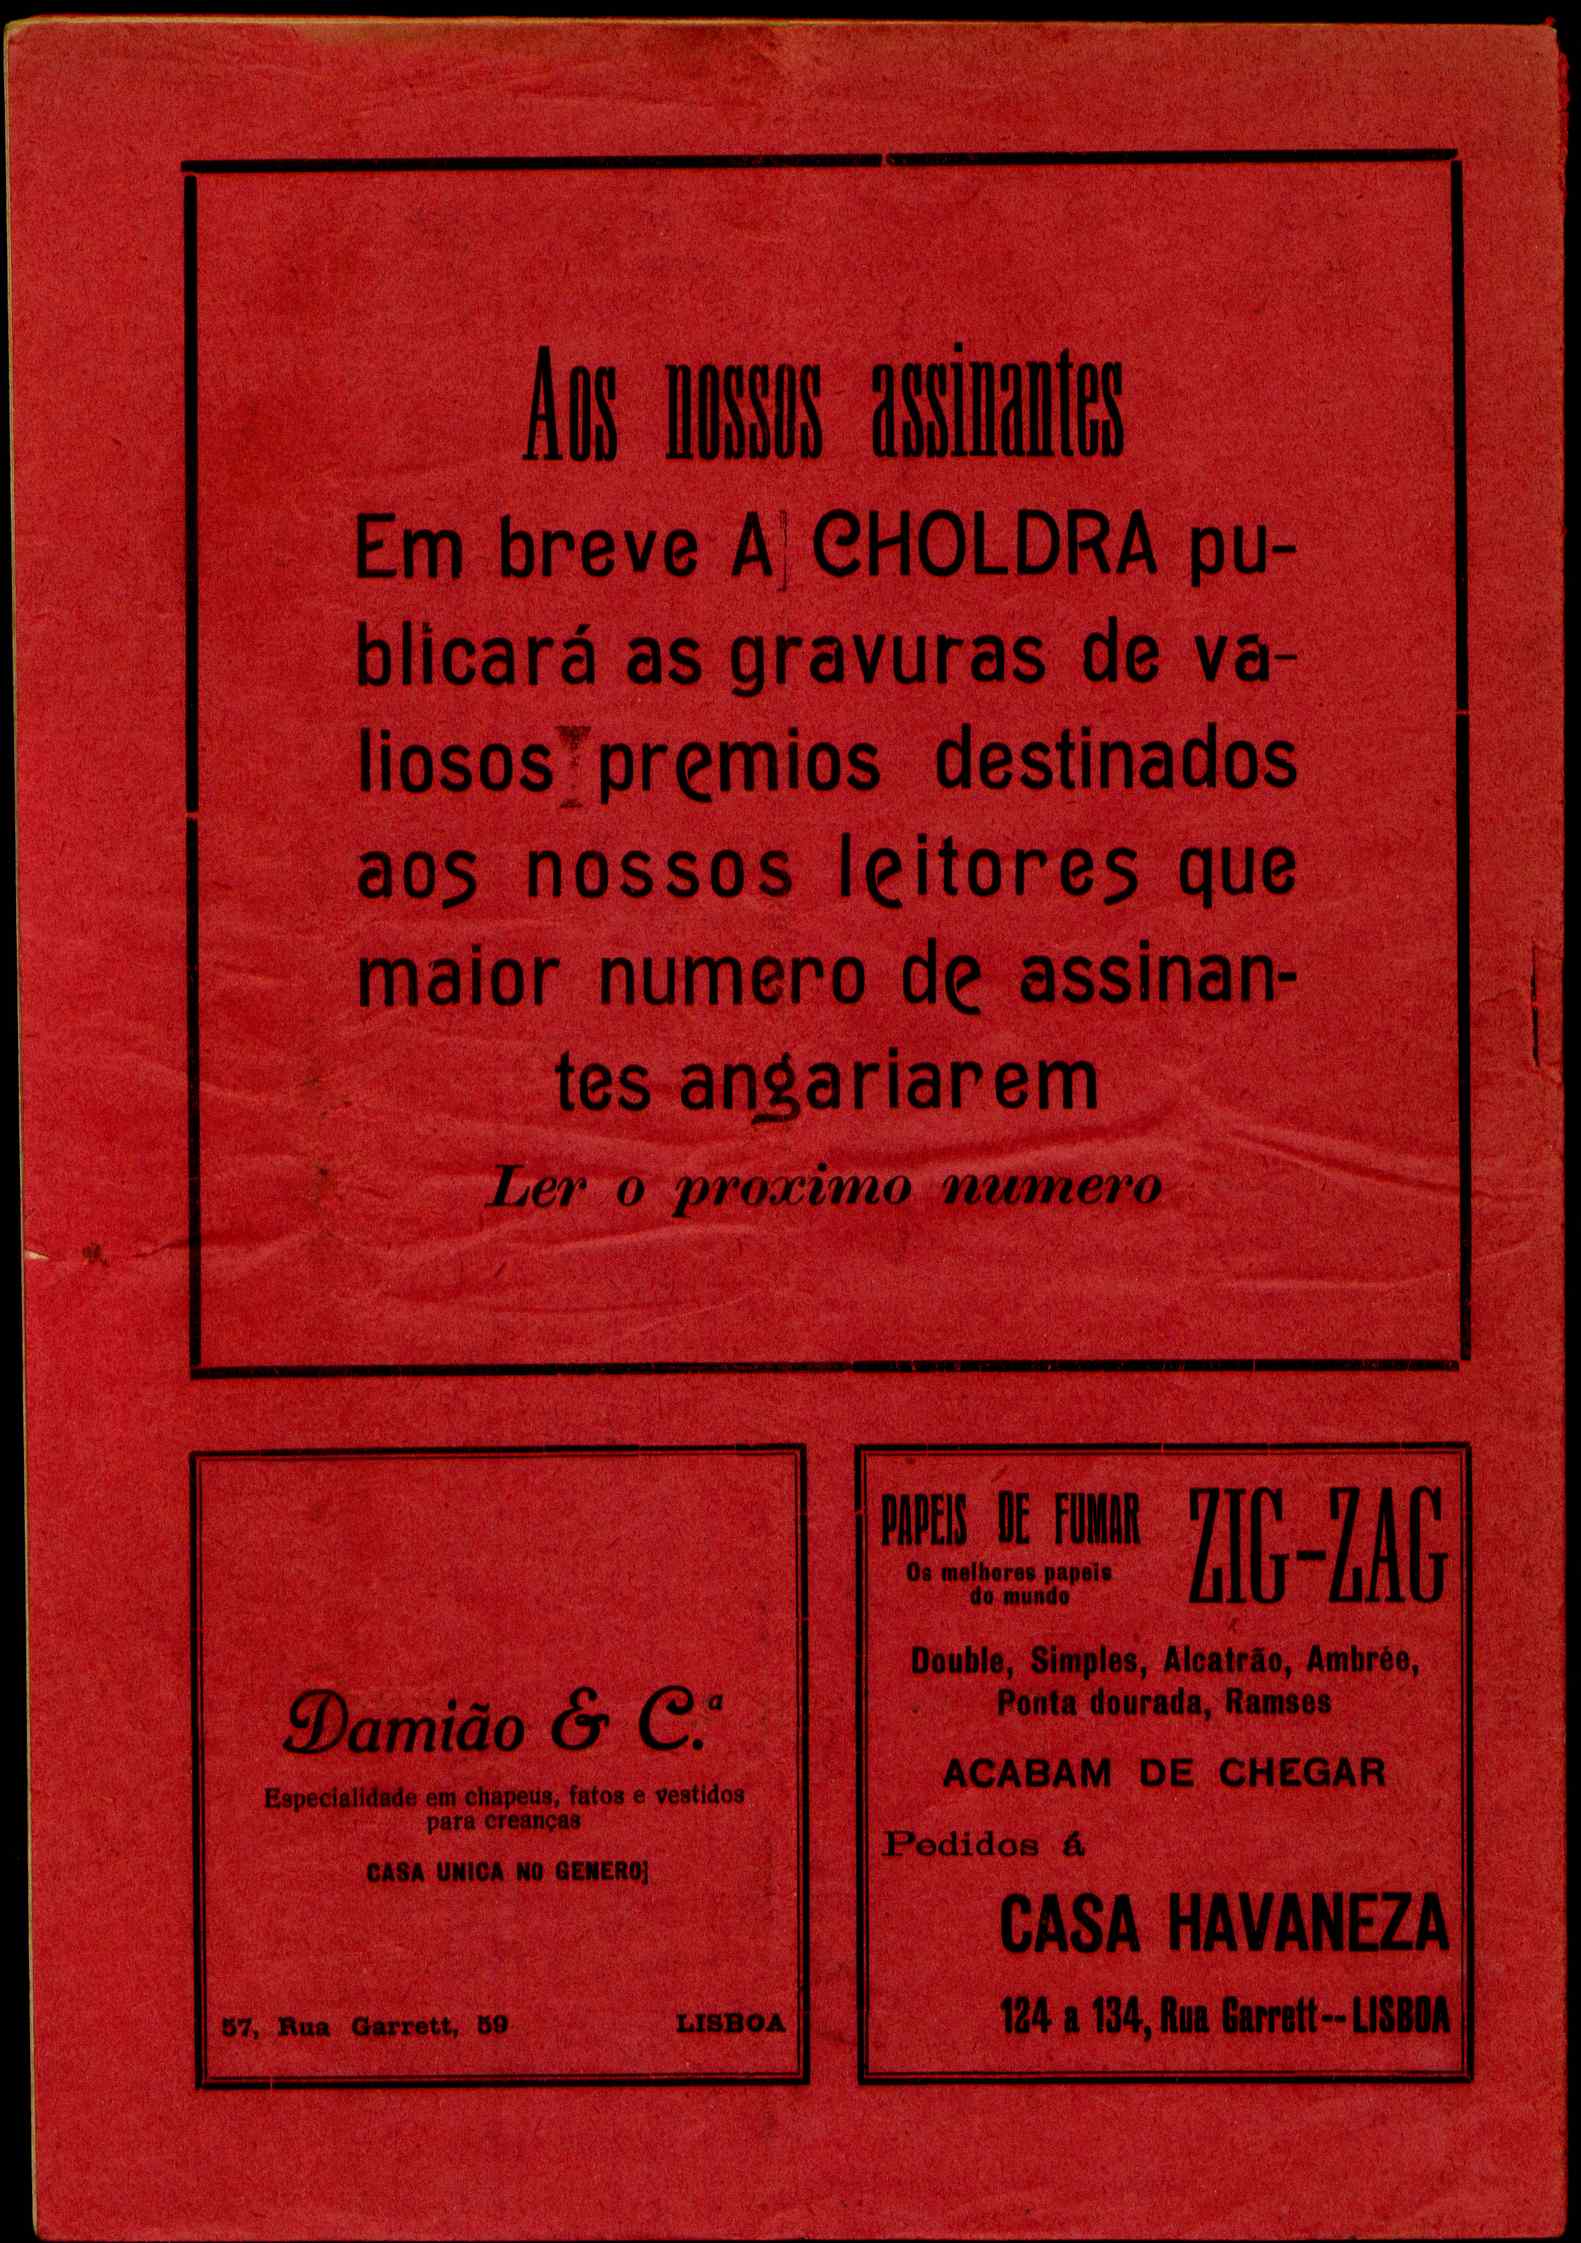 Aos nossos assinantes
Em breve A CHOLDRA pu-
blicará as gravuras de va-
liosos premios destinados
aos nossos leitores que
maior numero de assinan-
tes angariarem
Ler o proximo numero
Damião & C.ª
Especialidade em chapeus, fatos e vestidos
para creanças
CASA UNICA NO GENERO]
57, Rua Garrett, 59 LISBOA
PAPEIS DE FUMAR ZIG-ZAG
Os melhores papeis
do mundo
Double, Simples, Alcatrão, Ambrée,
Ponta dourada, Ramses
ACABAM DE CHEGAR
Pedidos á
CASA HAVANEZA
124 a 134, Rua Garrett--LISBOA